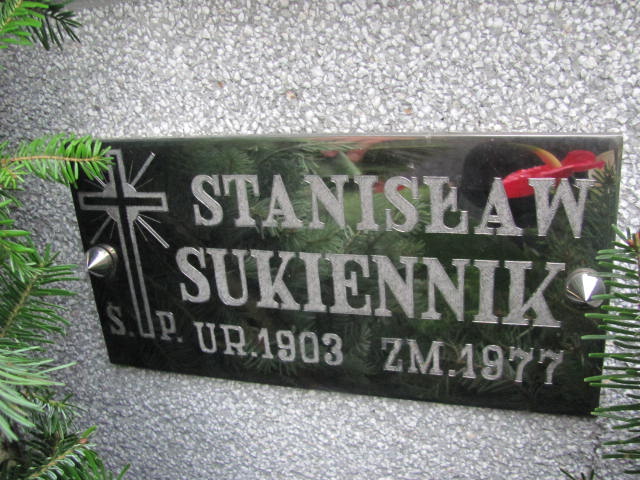 STANISŁAW
SUKIENNIK
Ś.P. UR.1903 ZM.1977